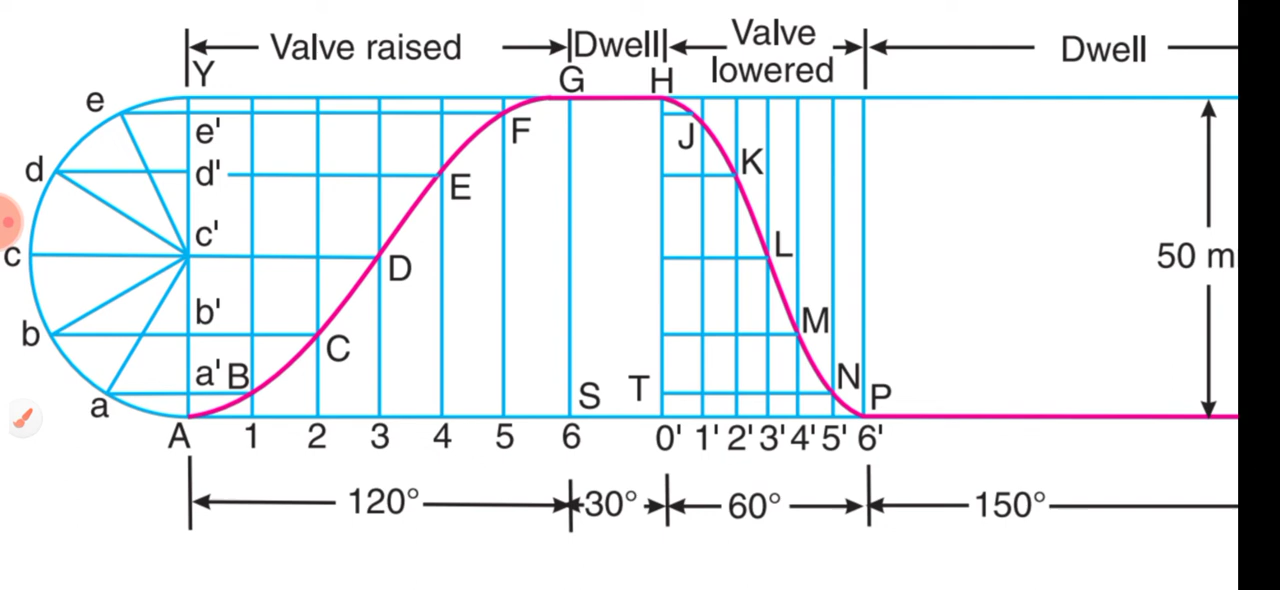 Valve raised
Dwell
Valve
lowered
Dwell
Y
G
H
e
e'
F
J
d
d'
E
K
c'
c
D
L
50 m
b'
b
C
M
a'
B
a
S
T
N
P
A
1
2
3
4
5
6
0'
1'
2'
3'
4'
5'
6'
120°
30°
60°
150°